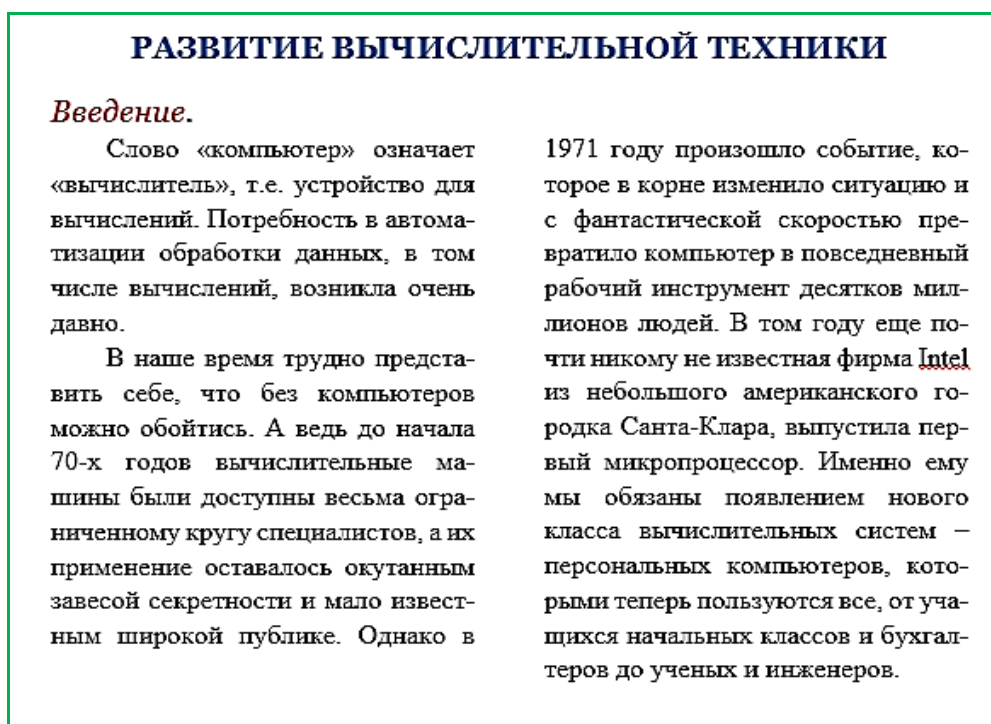 РАЗВИТИЕ ВЫЧИСЛИТЕЛЬНОЙ ТЕХНИКИ
Введение.
Слово «компьютер» означает
«вычислитель», т.е. устройство для
вычислений. Потребность в автома-
тизации обработки данных, в том
числе вычислений, возникла очень
давно.
В наше время трудно предста-
вить себе, что без компьютеров
можно обойтись. А ведь до начала
70-х годов вычислительные ма-
шины были доступны весьма огра-
ниченному кругу специалистов, а их
применение оставалось окутанным
завесой секретности и мало извест-
ным широкой публике. Однако в
1971 году произошло событие, ко-
торое в корне изменило ситуацию и
с фантастической скоростью пре-
вратило компьютер в повседневный
рабочий инструмент десятков мил-
лионов людей. В том году еще по-
чти никому не известная фирма Intel
из небольшого американского го-
родка Санта-Клара, выпустила пер-
вый микропроцессор. Именно ему
мы обязаны появлением нового
класса вычислительных систем –
персональных компьютеров, кото-
рыми теперь пользуются все, от уча-
щихся начальных классов и бухгал-
теров до ученых и инженеров.